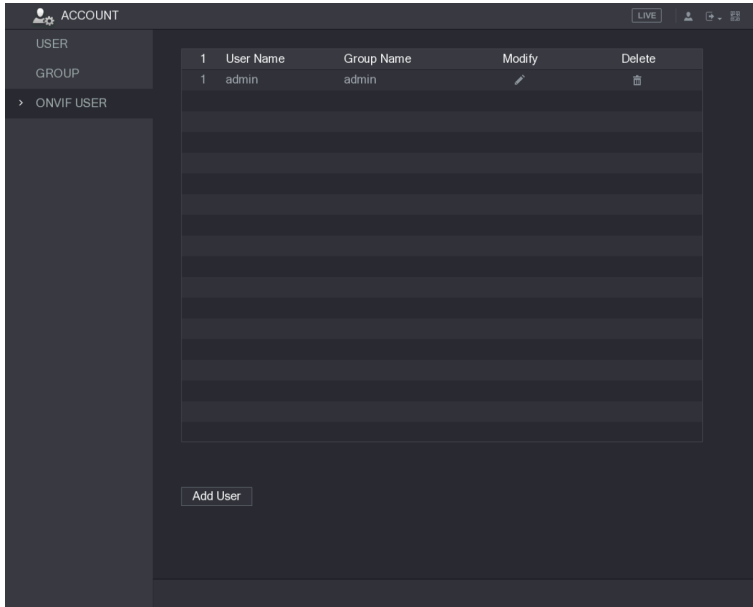 ACCOUNT LIVE
USER
GROUP
ONVIF USER
1 User Name Group Name Modify Delete
1 admin admin
Add User